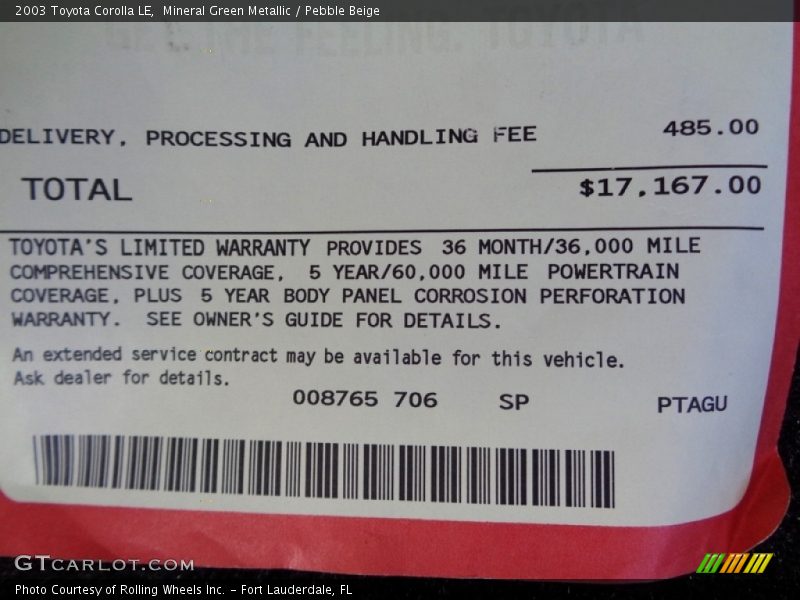 2003 Toyota Corolla LE, Mineral Green Metallic / Pebble Beige
GET THE FEELING. TOYOTA
DELIVERY, PROCESSING AND HANDLING FEE 485.00
TOTAL $17,167.00
TOYOTA'S LIMITED WARRANTY PROVIDES 36 MONTH/36,000 MILE
COMPREHENSIVE COVERAGE, 5 YEAR/60,000 MILE POWERTRAIN
COVERAGE, PLUS 5 YEAR BODY PANEL CORROSION PERFORATION
WARRANTY. SEE OWNER'S GUIDE FOR DETAILS.
An extended service contract may be available for this vehicle.
Ask dealer for details.
008765 706 SP PTAGU
GTCARLOT.COM
Photo Courtesy of Rolling Wheels Inc. – Fort Lauderdale, FL